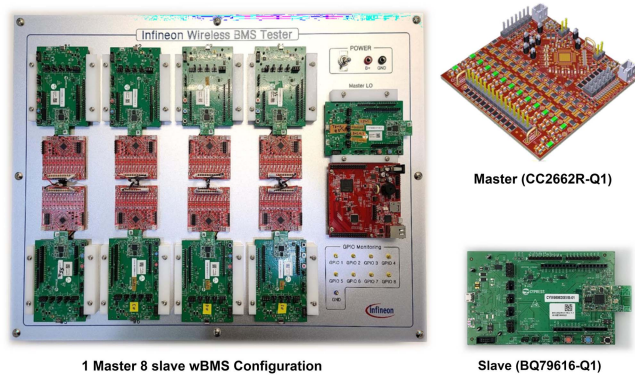 Infineon Wireless BMS Tester
POWER
B+
GND
Master LO
GPIO Monitoring
GPIO 1 GPIO 2 GPIO 3 GPIO 4
GPIO 5 GPIO 6 GPIO 7 GPIO 8
GND
infineon
1 Master 8 slave wBMS Configuration
Master (CC2662R-Q1)
CYPRESS
Slave (BQ79616-Q1)